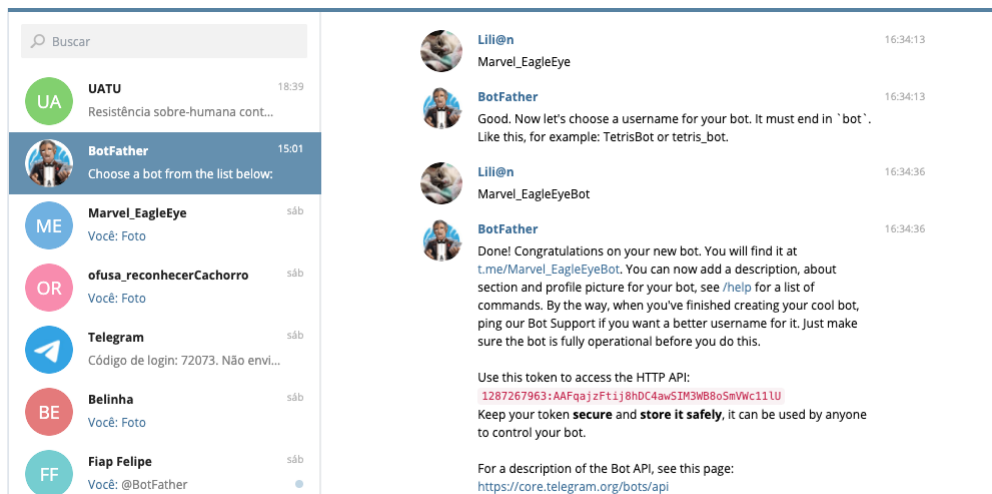 Buscar
UA
UATU
18:39
Resistência sobre-humana cont...
BotFather
15:01
Choose a bot from the list below:
ME
Marvel_EagleEye
sáb
Você: Foto
OR
ofusa_reconhecerCachorro
sáb
Você: Foto
Telegram
sáb
Código de login: 72073. Não envi...
BE
Belinha
sáb
Você: Foto
FF
Fiap Felipe
sáb
Você: @BotFather
Lili@n
16:34:13
Marvel_EagleEye
BotFather
16:34:13
Good. Now let's choose a username for your bot. It must end in `bot`.
Like this, for example: TetrisBot or tetris_bot.
Lili@n
16:34:36
Marvel_EagleEyeBot
BotFather
16:34:36
Done! Congratulations on your new bot. You will find it at
t.me/Marvel_EagleEyeBot. You can now add a description, about
section and profile picture for your bot, see /help for a list of
commands. By the way, when you've finished creating your cool bot,
ping our Bot Support if you want a better username for it. Just make
sure the bot is fully operational before you do this.
Use this token to access the HTTP API:
1287267963:AAFqajzFtij8hDC4awSIM3WB8oSmVWc11lU
Keep your token secure and store it safely, it can be used by anyone
to control your bot.
For a description of the Bot API, see this page:
https://core.telegram.org/bots/api